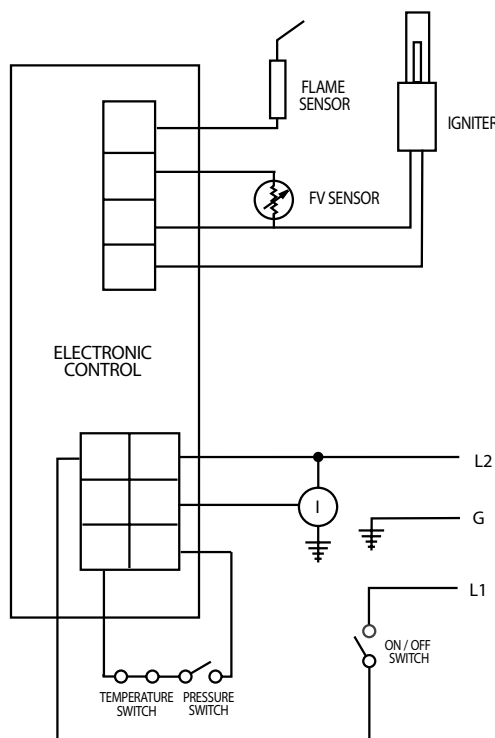 FLAME
SENSOR
IGNITER
FV SENSOR
ELECTRONIC
CONTROL
L2
I
G
L1
ON / OFF
SWITCH
TEMPERATURE
SWITCH
PRESSURE
SWITCH